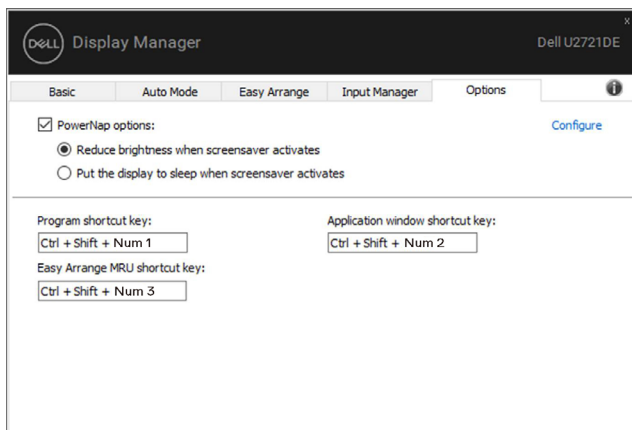 x
DELL Display Manager Dell U2721DE
Basic Auto Mode Easy Arrange Input Manager Options i
PowerNap options: Configure
Reduce brightness when screensaver activates
Put the display to sleep when screensaver activates
Program shortcut key: Application window shortcut key:
Ctrl + Shift + Num 1 Ctrl + Shift + Num 2
Easy Arrange MRU shortcut key:
Ctrl + Shift + Num 3